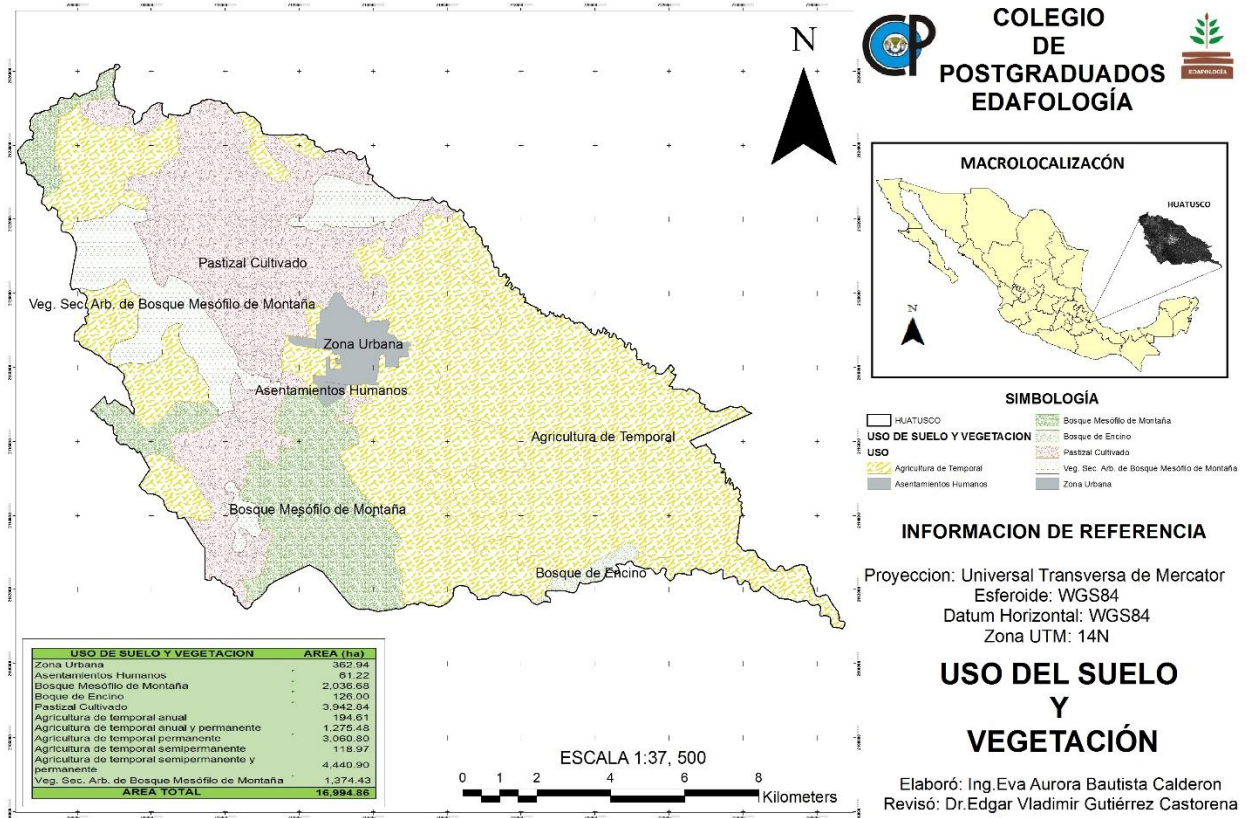 N
Pastizal Cultivado
Veg. Sec. Arb. de Bosque Mesófilo de Montaña
Zona Urbana
Asentamientos Humanos
Agricultura de Temporal
Bosque Mesófilo de Montaña
Bosque de Encino
USO DE SUELO Y VEGETACION AREA (ha)
Zona Urbana 362.94
Asentamientos Humanos 61.22
Bosque Mesófilo de Montaña 2,036.68
Boque de Encino 126.00
Pastizal Cultivado 3,942.84
Agricultura de temporal anual 194.61
Agricultura de temporal anual y permanente 1,275.48
Agricultura de temporal permanente 3,060.80
Agricultura de temporal semipermanente 118.97
Agricultura de temporal semipermanente y
permanente 4,440.90
Veg. Sec. Arb. de Bosque Mesófilo de Montaña 1,374.43
AREA TOTAL 16,994.86
ESCALA 1:37, 500
0 1 2 4 6 8
Kilometers
CP
COLEGIO
DE
POSTGRADUADOS
EDAFOLOGÍA
EDAFOLOGÍA
MACROLOCALIZACÓN
HUATUSCO
N
SIMBOLOGÍA
HUATUSCO
USO DE SUELO Y VEGETACION
USO
Agricultura de Temporal
Asentamientos Humanos
Bosque Mesófilo de Montaña
Bosque de Encino
Pastizal Cultivado
Veg. Sec. Arb. de Bosque Mesófilo de Montaña
Zona Urbana
INFORMACION DE REFERENCIA
Proyeccion: Universal Transversa de Mercator
Esferoide: WGS84
Datum Horizontal: WGS84
Zona UTM: 14N
USO DEL SUELO
Y
VEGETACIÓN
Elaboró: Ing.Eva Aurora Bautista Calderon
Revisó: Dr.Edgar Vladimir Gutiérrez Castorena